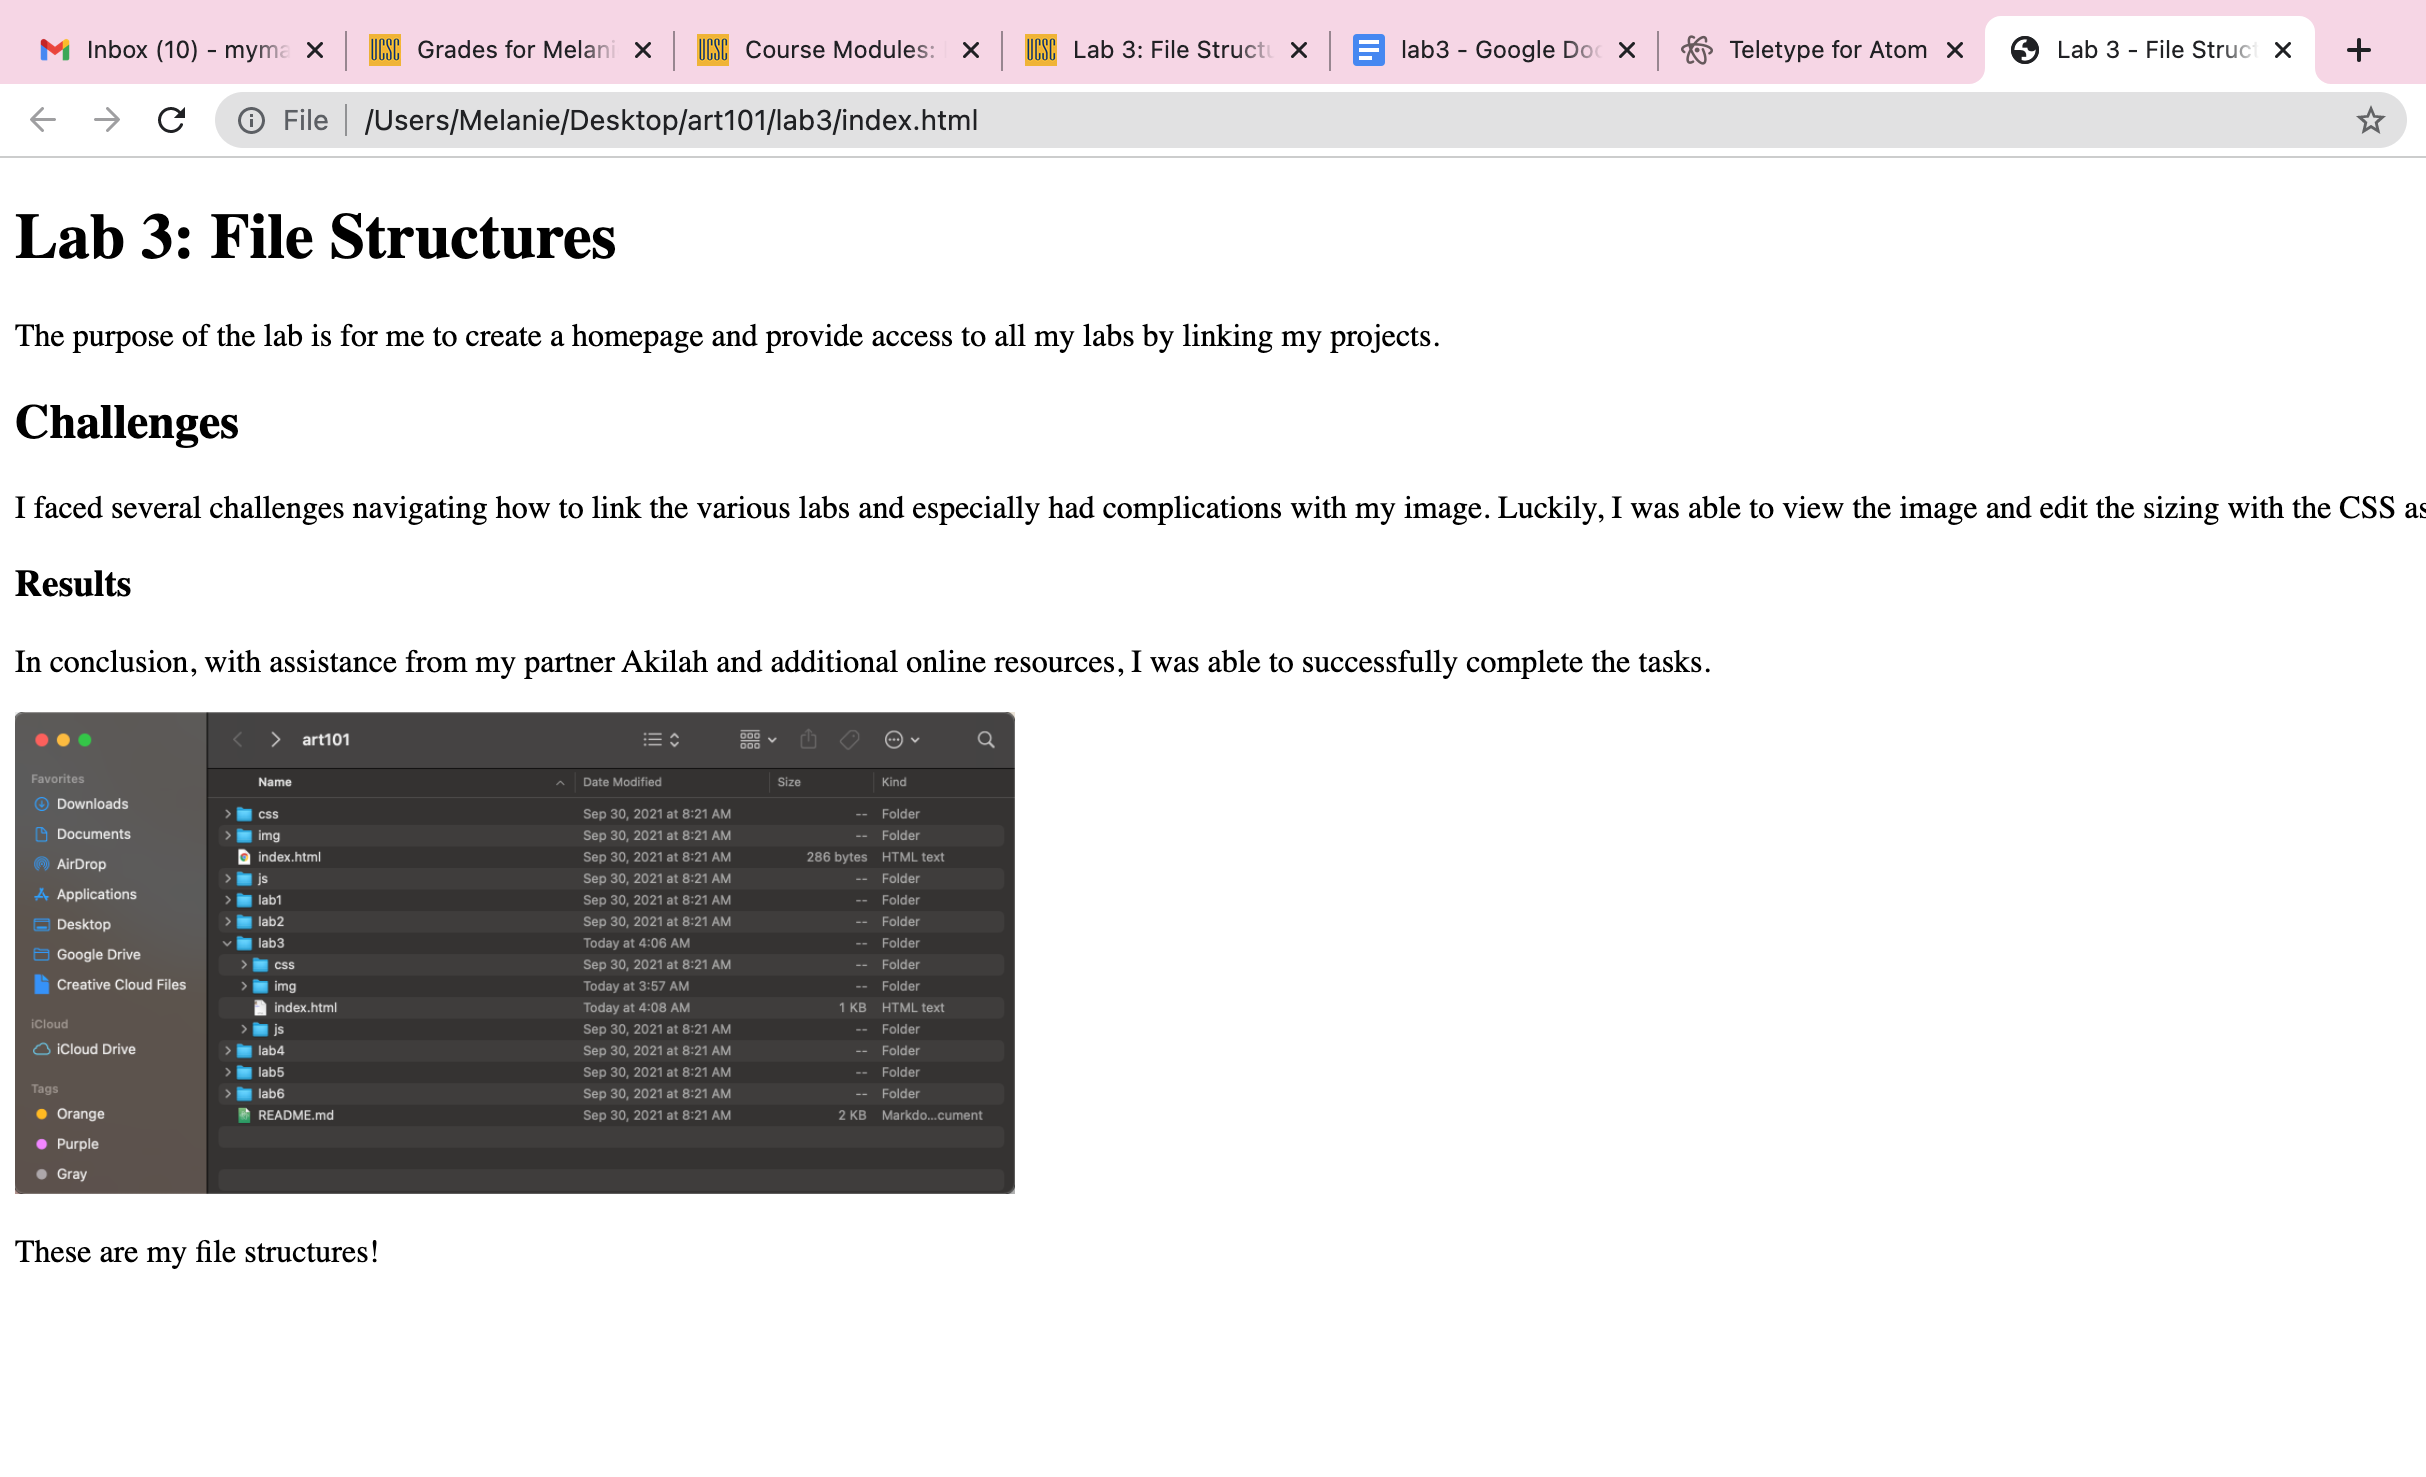 Inbox (10) - myma
Grades for Melani
Course Modules:
Lab 3: File Structu
lab3 - Google Doc
Teletype for Atom
Lab 3 - File Struct
File /Users/Melanie/Desktop/art101/lab3/index.html
Lab 3: File Structures
The purpose of the lab is for me to create a homepage and provide access to all my labs by linking my projects.
Challenges
I faced several challenges navigating how to link the various labs and especially had complications with my image. Luckily, I was able to view the image and edit the sizing with the CSS as
Results
In conclusion, with assistance from my partner Akilah and additional online resources, I was able to successfully complete the tasks.
art101
Favorites
Downloads
Documents
AirDrop
Applications
Desktop
Google Drive
Creative Cloud Files
iCloud
iCloud Drive
Tags
Orange
Purple
Gray
Name Date Modified Size Kind
css Sep 30, 2021 at 8:21 AM -- Folder
img Sep 30, 2021 at 8:21 AM -- Folder
index.html Sep 30, 2021 at 8:21 AM 286 bytes HTML text
js Sep 30, 2021 at 8:21 AM -- Folder
lab1 Sep 30, 2021 at 8:21 AM -- Folder
lab2 Sep 30, 2021 at 8:21 AM -- Folder
lab3 Today at 4:06 AM -- Folder
css Sep 30, 2021 at 8:21 AM -- Folder
img Today at 3:57 AM -- Folder
index.html Today at 4:08 AM 1 KB HTML text
js Sep 30, 2021 at 8:21 AM -- Folder
lab4 Sep 30, 2021 at 8:21 AM -- Folder
lab5 Sep 30, 2021 at 8:21 AM -- Folder
lab6 Sep 30, 2021 at 8:21 AM -- Folder
README.md Sep 30, 2021 at 8:21 AM 2 KB Markdo...cument
These are my file structures!